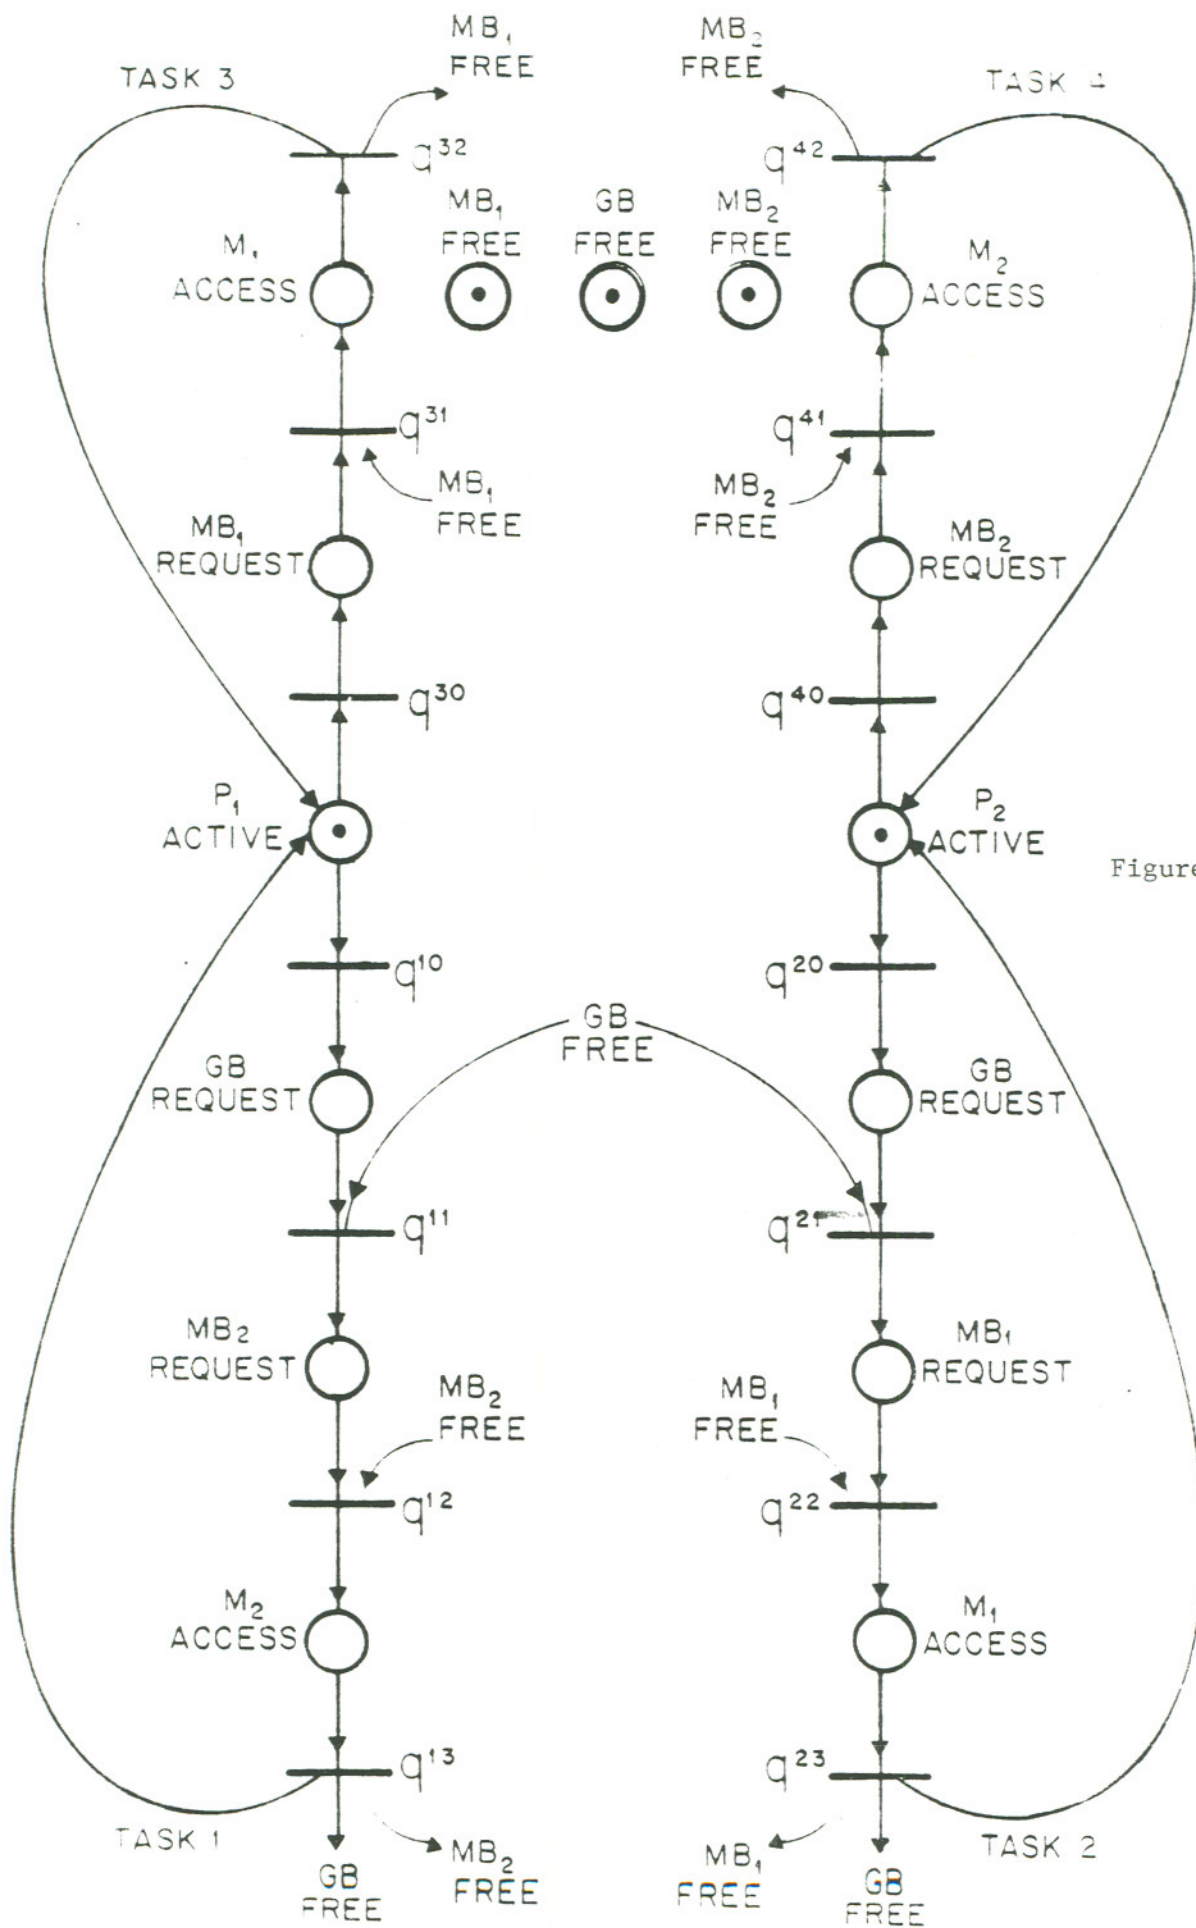 MB₁
FREE
MB₂
FREE
TASK 3
TASK 4
q³²
q⁴²
MB₁
FREE
GB
FREE
MB₂
FREE
M₁
ACCESS
M₂
ACCESS
q³¹
q⁴¹
MB₁
FREE
MB₂
FREE
MB₁
REQUEST
MB₂
REQUEST
q³⁰
q⁴⁰
P₁
ACTIVE
P₂
ACTIVE
Figure
q¹⁰
q²⁰
GB
FREE
GB
REQUEST
GB
REQUEST
q¹¹
q²¹
MB₂
REQUEST
MB₁
REQUEST
MB₂
FREE
MB₁
FREE
q¹²
q²²
M₂
ACCESS
M₁
ACCESS
q¹³
q²³
TASK 1
TASK 2
GB
FREE
MB₂
FREE
MB₁
FREE
GB
FREE